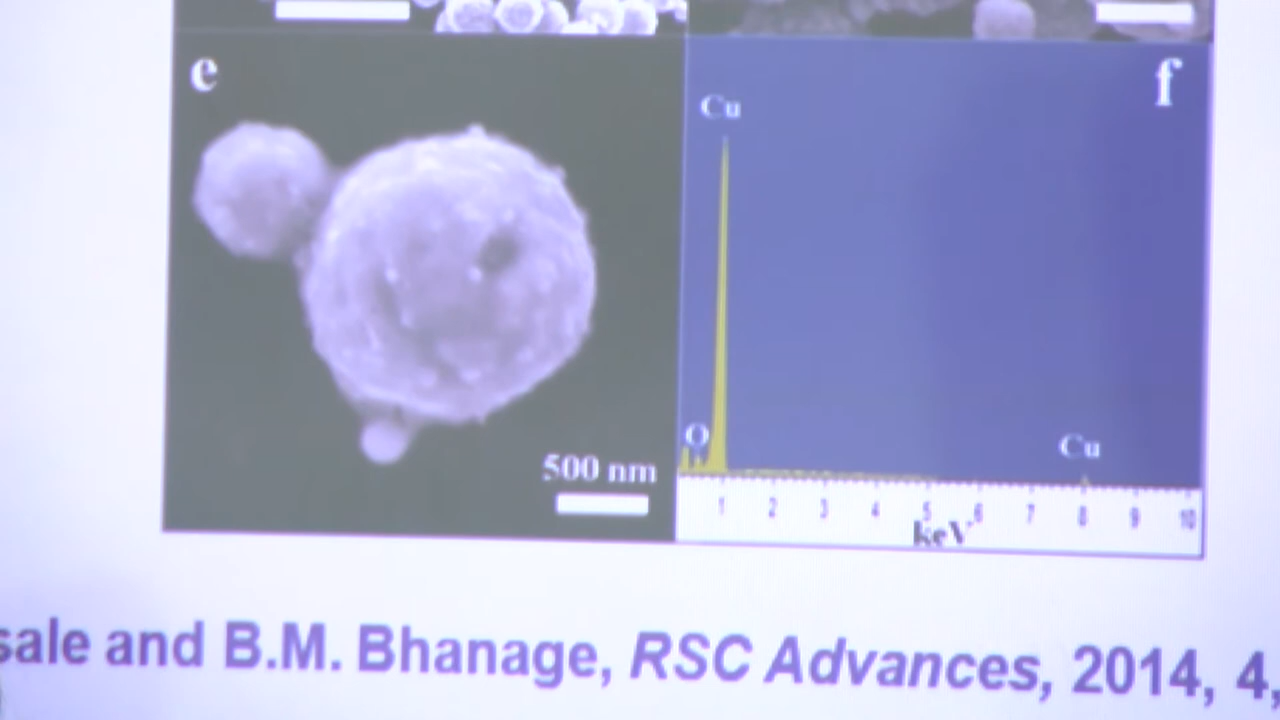 e
f
Cu
O
Cu
500 nm
1 2 3 4 5 6 7 8 9 10
keV
sale and B.M. Bhanage, RSC Advances, 2014, 4,